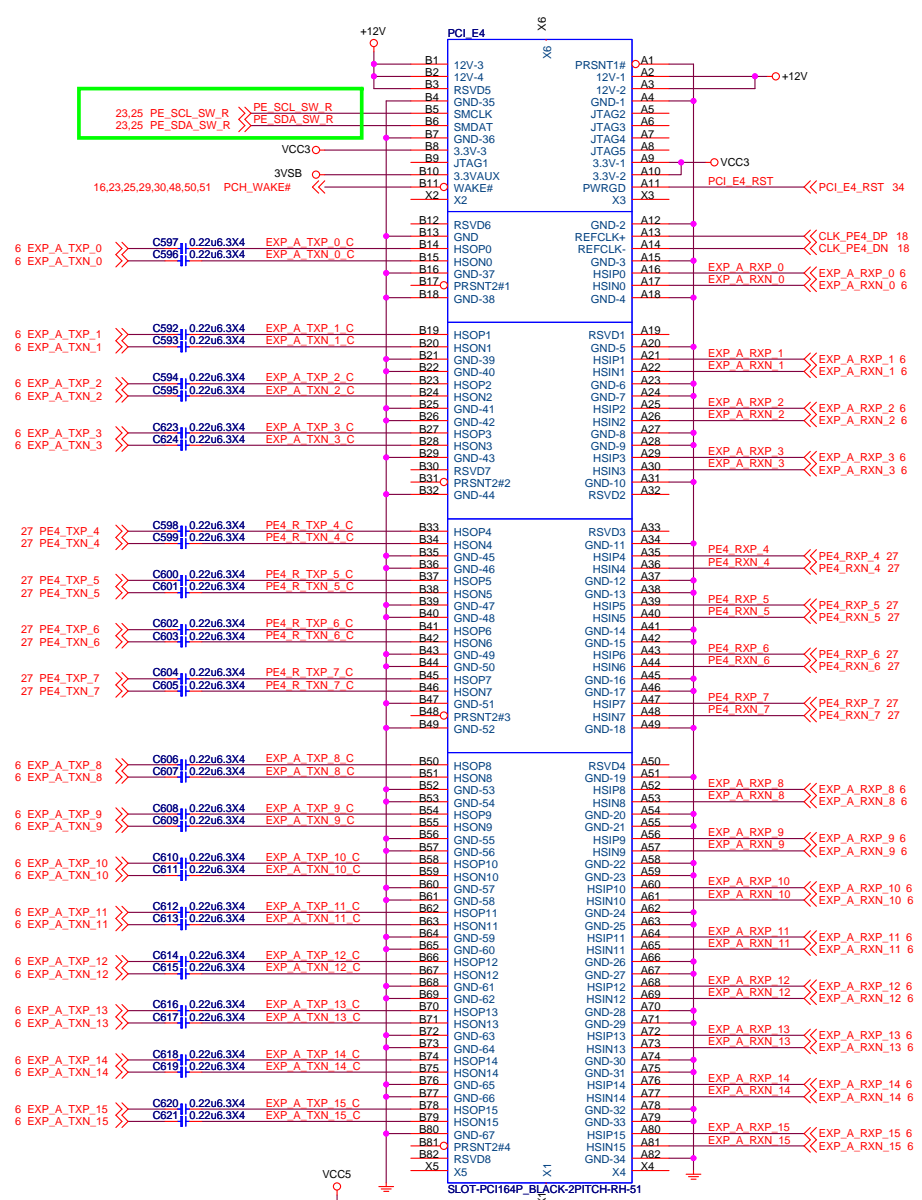 X6
PCI_E4
+12V
X6
B1 12V-3 PRSNT1# A1
B2 12V-4 12V-1 A2 +12V
B3 RSVD5 12V-2 A3
B4 GND-35 GND-1 A4
23,25 PE_SCL_SW_R PE_SCL_SW_R B5 SMCLK JTAG2 A5
23,25 PE_SDA_SW_R PE_SDA_SW_R B6 SMDAT JTAG3 A6
B7 GND-36 JTAG4 A7
VCC3 B8 3.3V-3 JTAG5 A8
B9 JTAG1 3.3V-1 A9 VCC3
3VSB B10 3.3VAUX 3.3V-2 A10
16,23,25,29,30,48,50,51 PCH_WAKE# B11 WAKE# PWRGD A11 PCI_E4_RST PCI_E4_RST 34
X2 X2 X3 X3
B12 RSVD6 GND-2 A12
B13 GND REFCLK+ A13 CLK_PE4_DP 18
6 EXP_A_TXP_0 C597 0.22u6.3X4 EXP_A_TXP_0_C B14 HSOP0 REFCLK- A14 CLK_PE4_DN 18
6 EXP_A_TXN_0 C596 0.22u6.3X4 EXP_A_TXN_0_C B15 HSON0 GND-3 A15
B16 GND-37 HSIP0 A16 EXP_A_RXP_0 EXP_A_RXP_0 6
B17 PRSNT2#1 HSIN0 A17 EXP_A_RXN_0 EXP_A_RXN_0 6
B18 GND-38 GND-4 A18
6 EXP_A_TXP_1 C592 0.22u6.3X4 EXP_A_TXP_1_C B19 HSOP1 RSVD1 A19
6 EXP_A_TXN_1 C593 0.22u6.3X4 EXP_A_TXN_1_C B20 HSON1 GND-5 A20
B21 GND-39 HSIP1 A21 EXP_A_RXP_1 EXP_A_RXP_1 6
B22 GND-40 HSIN1 A22 EXP_A_RXN_1 EXP_A_RXN_1 6
6 EXP_A_TXP_2 C594 0.22u6.3X4 EXP_A_TXP_2_C B23 HSOP2 GND-6 A23
6 EXP_A_TXN_2 C595 0.22u6.3X4 EXP_A_TXN_2_C B24 HSON2 GND-7 A24
B25 GND-41 HSIP2 A25 EXP_A_RXP_2 EXP_A_RXP_2 6
B26 GND-42 HSIN2 A26 EXP_A_RXN_2 EXP_A_RXN_2 6
6 EXP_A_TXP_3 C623 0.22u6.3X4 EXP_A_TXP_3_C B27 HSOP3 GND-8 A27
6 EXP_A_TXN_3 C624 0.22u6.3X4 EXP_A_TXN_3_C B28 HSON3 GND-9 A28
B29 GND-43 HSIP3 A29 EXP_A_RXP_3 EXP_A_RXP_3 6
B30 RSVD7 HSIN3 A30 EXP_A_RXN_3 EXP_A_RXN_3 6
B31 PRSNT2#2 GND-10 A31
B32 GND-44 RSVD2 A32
27 PE4_TXP_4 C598 0.22u6.3X4 PE4_R_TXP_4_C B33 HSOP4 RSVD3 A33
27 PE4_TXN_4 C599 0.22u6.3X4 PE4_R_TXN_4_C B34 HSON4 GND-11 A34
B35 GND-45 HSIP4 A35 PE4_RXP_4 PE4_RXP_4 27
B36 GND-46 HSIN4 A36 PE4_RXN_4 PE4_RXN_4 27
27 PE4_TXP_5 C600 0.22u6.3X4 PE4_R_TXP_5_C B37 HSOP5 GND-12 A37
27 PE4_TXN_5 C601 0.22u6.3X4 PE4_R_TXN_5_C B38 HSON5 GND-13 A38
B39 GND-47 HSIP5 A39 PE4_RXP_5 PE4_RXP_5 27
B40 GND-48 HSIN5 A40 PE4_RXN_5 PE4_RXN_5 27
27 PE4_TXP_6 C602 0.22u6.3X4 PE4_R_TXP_6_C B41 HSOP6 GND-14 A41
27 PE4_TXN_6 C603 0.22u6.3X4 PE4_R_TXN_6_C B42 HSON6 GND-15 A42
B43 GND-49 HSIP6 A43 PE4_RXP_6 PE4_RXP_6 27
B44 GND-50 HSIN6 A44 PE4_RXN_6 PE4_RXN_6 27
27 PE4_TXP_7 C604 0.22u6.3X4 PE4_R_TXP_7_C B45 HSOP7 GND-16 A45
27 PE4_TXN_7 C605 0.22u6.3X4 PE4_R_TXN_7_C B46 HSON7 GND-17 A46
B47 GND-51 HSIP7 A47 PE4_RXP_7 PE4_RXP_7 27
B48 PRSNT2#3 HSIN7 A48 PE4_RXN_7 PE4_RXN_7 27
B49 GND-52 GND-18 A49
6 EXP_A_TXP_8 C606 0.22u6.3X4 EXP_A_TXP_8_C B50 HSOP8 RSVD4 A50
6 EXP_A_TXN_8 C607 0.22u6.3X4 EXP_A_TXN_8_C B51 HSON8 GND-19 A51
B52 GND-53 HSIP8 A52 EXP_A_RXP_8 EXP_A_RXP_8 6
B53 GND-54 HSIN8 A53 EXP_A_RXN_8 EXP_A_RXN_8 6
6 EXP_A_TXP_9 C608 0.22u6.3X4 EXP_A_TXP_9_C B54 HSOP9 GND-20 A54
6 EXP_A_TXN_9 C609 0.22u6.3X4 EXP_A_TXN_9_C B55 HSON9 GND-21 A55
B56 GND-55 HSIP9 A56 EXP_A_RXP_9 EXP_A_RXP_9 6
B57 GND-56 HSIN9 A57 EXP_A_RXN_9 EXP_A_RXN_9 6
6 EXP_A_TXP_10 C610 0.22u6.3X4 EXP_A_TXP_10_C B58 HSOP10 GND-22 A58
6 EXP_A_TXN_10 C611 0.22u6.3X4 EXP_A_TXN_10_C B59 HSON10 GND-23 A59
B60 GND-57 HSIP10 A60 EXP_A_RXP_10 EXP_A_RXP_10 6
B61 GND-58 HSIN10 A61 EXP_A_RXN_10 EXP_A_RXN_10 6
6 EXP_A_TXP_11 C612 0.22u6.3X4 EXP_A_TXP_11_C B62 HSOP11 GND-24 A62
6 EXP_A_TXN_11 C613 0.22u6.3X4 EXP_A_TXN_11_C B63 HSON11 GND-25 A63
B64 GND-59 HSIP11 A64 EXP_A_RXP_11 EXP_A_RXP_11 6
B65 GND-60 HSIN11 A65 EXP_A_RXN_11 EXP_A_RXN_11 6
6 EXP_A_TXP_12 C614 0.22u6.3X4 EXP_A_TXP_12_C B66 HSOP12 GND-26 A66
6 EXP_A_TXN_12 C615 0.22u6.3X4 EXP_A_TXN_12_C B67 HSON12 GND-27 A67
B68 GND-61 HSIP12 A68 EXP_A_RXP_12 EXP_A_RXP_12 6
B69 GND-62 HSIN12 A69 EXP_A_RXN_12 EXP_A_RXN_12 6
6 EXP_A_TXP_13 C616 0.22u6.3X4 EXP_A_TXP_13_C B70 HSOP13 GND-28 A70
6 EXP_A_TXN_13 C617 0.22u6.3X4 EXP_A_TXN_13_C B71 HSON13 GND-29 A71
B72 GND-63 HSIP13 A72 EXP_A_RXP_13 EXP_A_RXP_13 6
B73 GND-64 HSIN13 A73 EXP_A_RXN_13 EXP_A_RXN_13 6
6 EXP_A_TXP_14 C618 0.22u6.3X4 EXP_A_TXP_14_C B74 HSOP14 GND-30 A74
6 EXP_A_TXN_14 C619 0.22u6.3X4 EXP_A_TXN_14_C B75 HSON14 GND-31 A75
B76 GND-65 HSIP14 A76 EXP_A_RXP_14 EXP_A_RXP_14 6
B77 GND-66 HSIN14 A77 EXP_A_RXN_14 EXP_A_RXN_14 6
6 EXP_A_TXP_15 C620 0.22u6.3X4 EXP_A_TXP_15_C B78 HSOP15 GND-32 A78
6 EXP_A_TXN_15 C621 0.22u6.3X4 EXP_A_TXN_15_C B79 HSON15 GND-33 A79
B80 GND-67 HSIP15 A80 EXP_A_RXP_15 EXP_A_RXP_15 6
B81 PRSNT2#4 HSIN15 A81 EXP_A_RXN_15 EXP_A_RXN_15 6
B82 RSVD8 GND-34 A82
X5 X5 X1 X4 X4
VCC5
SLOT-PCI164P_BLACK-2PITCH-RH-51